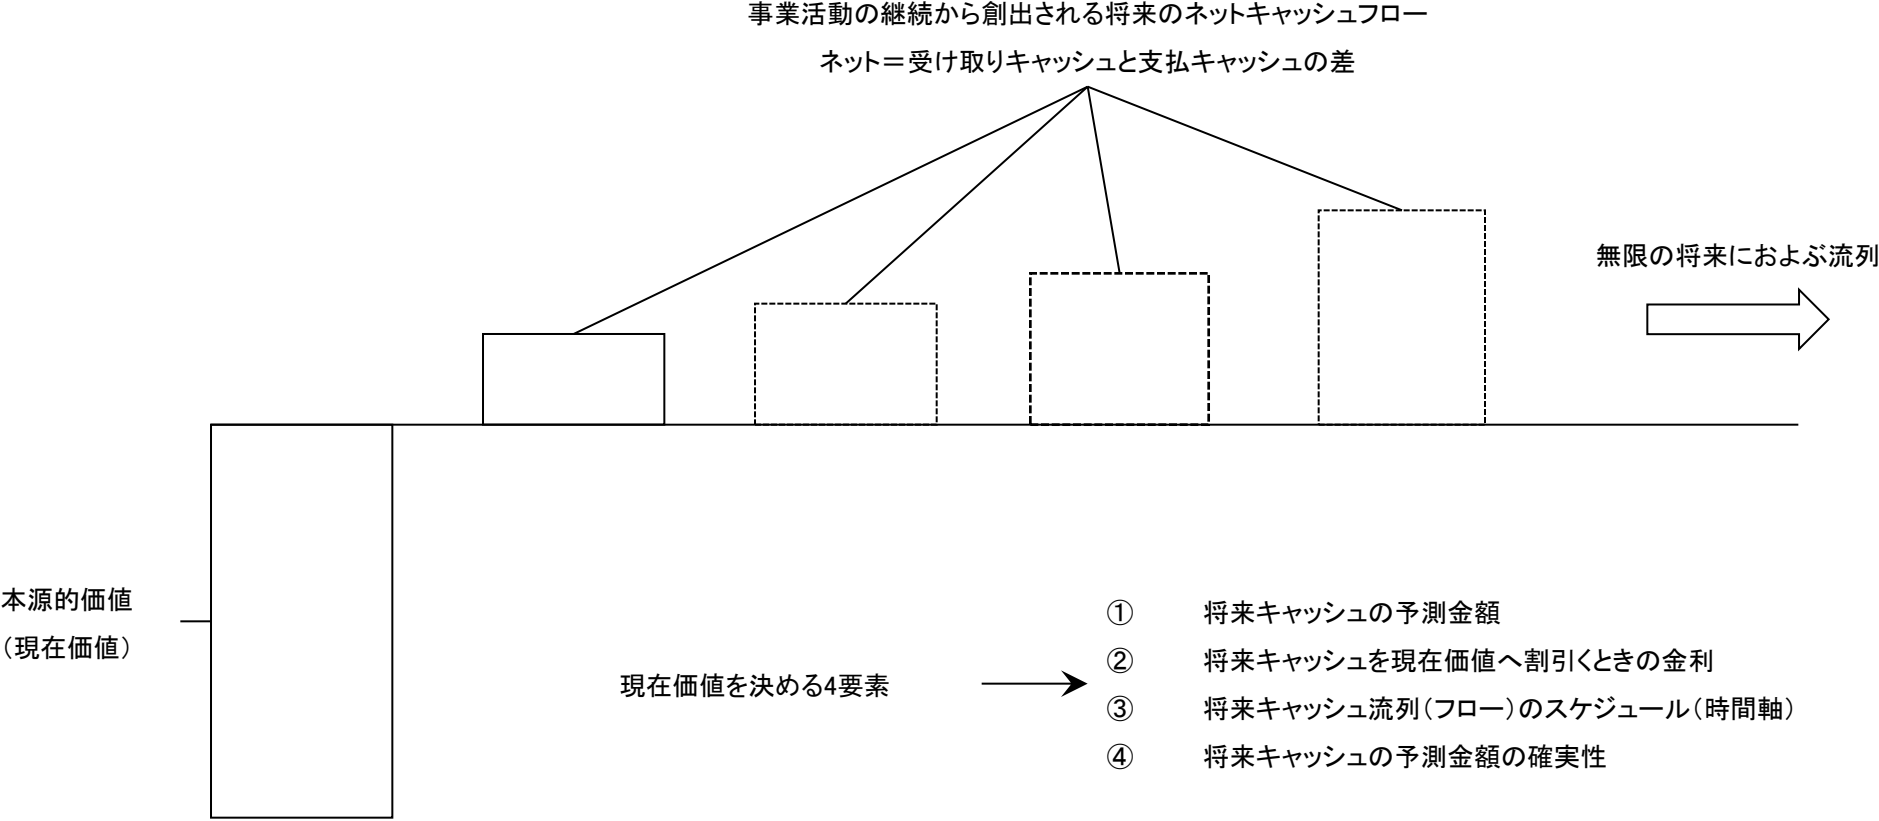 事業活動の継続から創出される将来のネットキャッシュフロー
ネット＝受け取りキャッシュと支払キャッシュの差
無限の将来におよぶ流列
本源的価値
（現在価値）
現在価値を決める4要素
① 将来キャッシュの予測金額
② 将来キャッシュを現在価値へ割引くときの金利
③ 将来キャッシュ流列（フロー）のスケジュール（時間軸）
④ 将来キャッシュの予測金額の確実性